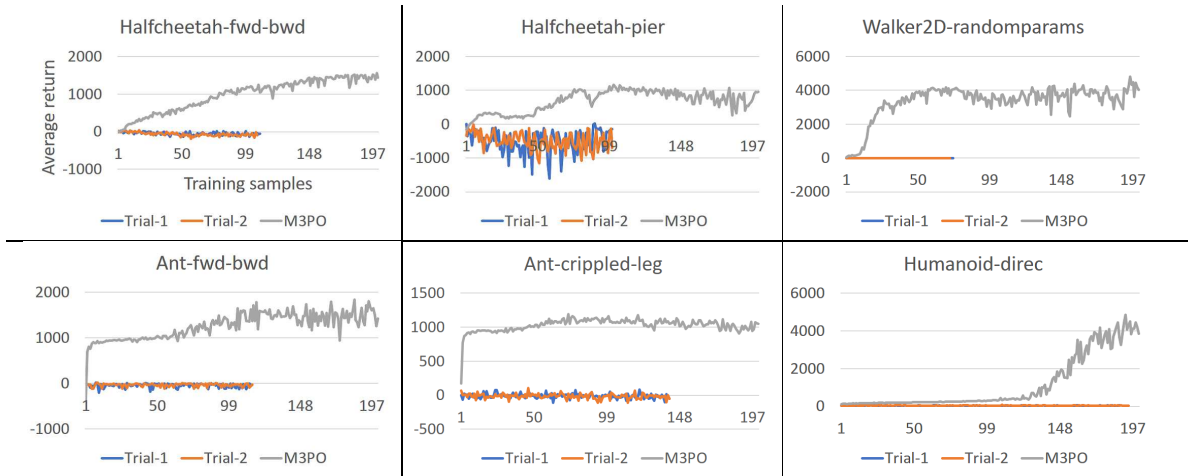 Halfcheetah-fwd-bwd
Average return
2000
1000
0
-1000
1 50 99 148 197
Training samples
Trial-1 Trial-2 M3PO
Halfcheetah-pier
2000
1000
0
-1000
-2000
1 50 99 148 197
Trial-1 Trial-2 M3PO
Walker2D-randomparams
6000
4000
2000
0
-2000
1 50 99 148 197
Trial-1 Trial-2 M3PO
Ant-fwd-bwd
2000
1000
0
-1000
1 50 99 148 197
Trial-1 Trial-2 M3PO
Ant-crippled-leg
1500
1000
500
0
-500
1 50 99 148 197
Trial-1 Trial-2 M3PO
Humanoid-direc
6000
4000
2000
0
1 50 99 148 197
Trial-1 Trial-2 M3PO